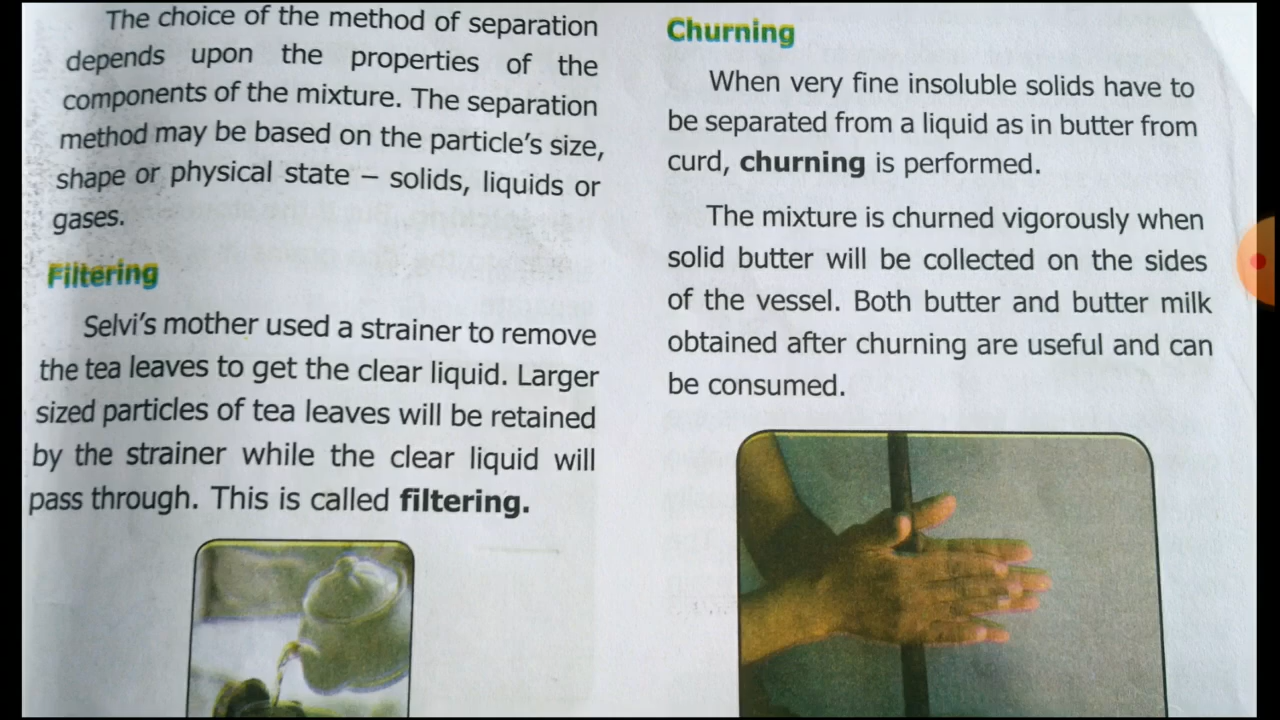 The choice of the method of separation
depends upon the properties of the
components of the mixture. The separation
method may be based on the particle's size,
shape or physical state – solids, liquids or
gases.
Filtering
Selvi's mother used a strainer to remove
the tea leaves to get the clear liquid. Larger
sized particles of tea leaves will be retained
by the strainer while the clear liquid will
pass through. This is called filtering.
Churning
When very fine insoluble solids have to
be separated from a liquid as in butter from
curd, churning is performed.
The mixture is churned vigorously when
solid butter will be collected on the sides
of the vessel. Both butter and butter milk
obtained after churning are useful and can
be consumed.